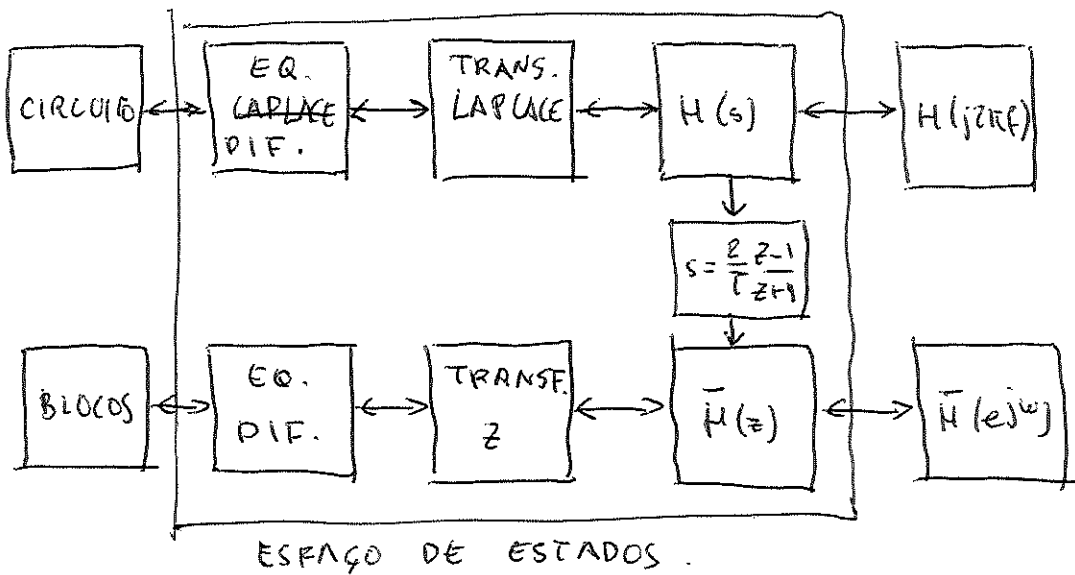 CIRCUITO
EQ.
LAPLACE
DIF.
TRANS.
LAPLACE
H(s)
H(j2πf)
s = 2/T z-1/z+1
BLOCOS
EQ.
DIF.
TRANSF.
Z
H̄(z)
H̄(e^jω)
ESPAÇO DE ESTADOS.